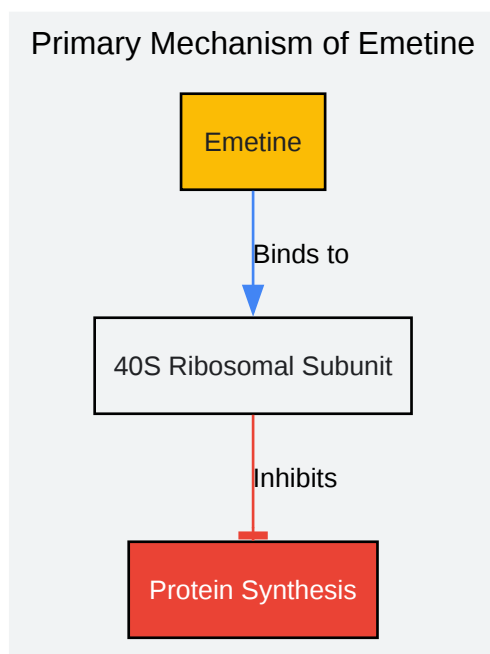 Primary Mechanism of Emetine
Emetine
Binds to
40S Ribosomal Subunit
Inhibits
Protein Synthesis